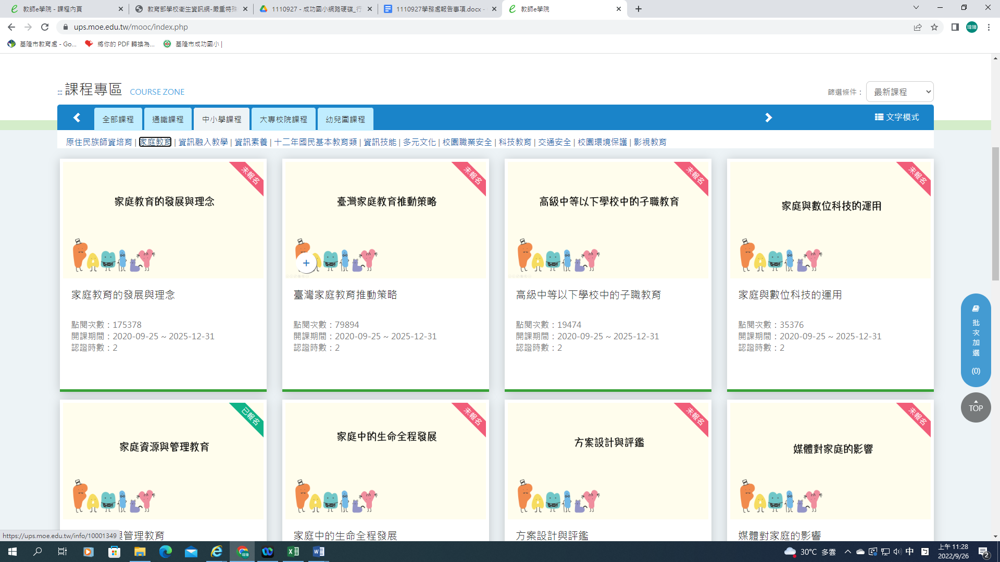 教師e學院 - 課程內頁
教育部學校衛生資訊網-嚴重特殊
1110927 - 成功國小網路硬碟_行
1110927學務處報告事項.docx -
教師e學院
ups.moe.edu.tw/mooc/index.php
瑋臻
基隆市教育處 - Go...
將你的 PDF 轉換為...
基隆市成功國小 |
::: 課程專區 COURSE ZONE
篩選條件：
最新課程
全部課程
通識課程
中小學課程
大專校院課程
幼兒園課程
文字模式
原住民族師資培育 | 家庭教育 | 資訊融入教學 | 資訊素養 | 十二年國民基本教育類 | 資訊技能 | 多元文化 | 校園職業安全 | 科技教育 | 交通安全 | 校園環境保護 | 影視教育
未報名
家庭教育的發展與理念
FAMILY
家庭教育的發展與理念
點閱次數：175378
開課期間：2020-09-25 ~ 2025-12-31
認證時數：2
未報名
臺灣家庭教育推動策略
FAMILY
+
臺灣家庭教育推動策略
點閱次數：79894
開課期間：2020-09-25 ~ 2025-12-31
認證時數：2
未報名
高級中等以下學校中的子職教育
FAMILY
高級中等以下學校中的子職教育
點閱次數：19474
開課期間：2020-09-25 ~ 2025-12-31
認證時數：2
未報名
家庭與數位科技的運用
FAMILY
家庭與數位科技的運用
點閱次數：35376
開課期間：2020-09-25 ~ 2025-12-31
認證時數：2
批
次
加
選
(0)
TOP
已報名
家庭資源與管理教育
FAMILY
與管理教育
未報名
家庭中的生命全程發展
FAMILY
家庭中的生命全程發展
未報名
方案設計與評鑑
FAMILY
方案設計與評鑑
未報名
媒體對家庭的影響
FAMILY
媒體對家庭的影響
https://ups.moe.edu.tw/info/10001349
30°C 多雲
中
上午 11:28
2022/9/26
2